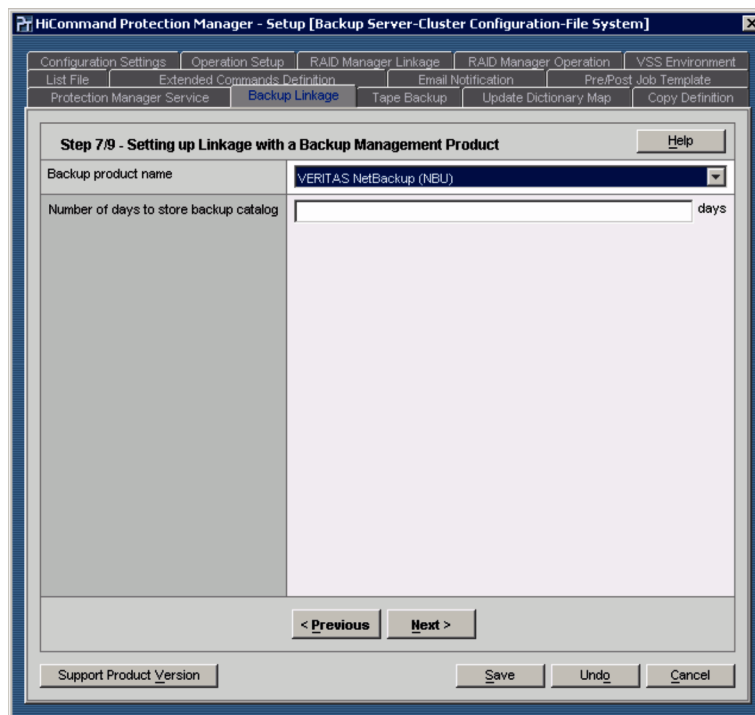 HiCommand Protection Manager - Setup [Backup Server-Cluster Configuration-File System]
Configuration Settings Operation Setup RAID Manager Linkage RAID Manager Operation VSS Environment
List File Extended Commands Definition Email Notification Pre/Post Job Template
Protection Manager Service Backup Linkage Tape Backup Update Dictionary Map Copy Definition
Step 7/9 - Setting up Linkage with a Backup Management Product Help
Backup product name VERITAS NetBackup (NBU)
Number of days to store backup catalog days
< Previous Next >
Support Product Version Save Undo Cancel